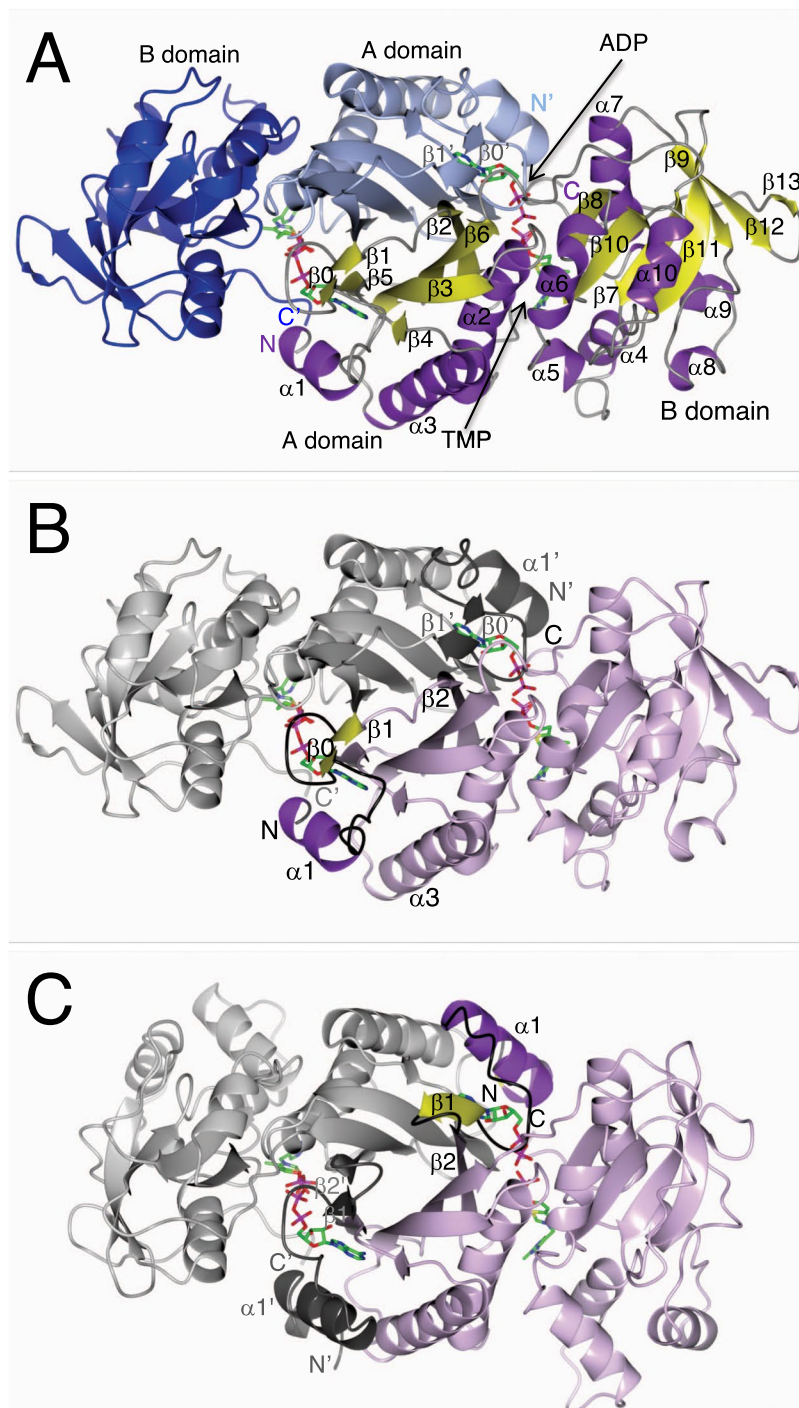 A
B domain
A domain
ADP
N'
α7
β1'
β0'
β9
C
β8
β13
β2
β6
β12
β1
β10
β11
β0
β5
α10
α6
β3
β7
C'
α2
α9
N
β4
α4
α5
α8
α1
B domain
A domain
α3
TMP
B
α1'
N'
β1'
β0'
C
β2
β1
β0
C'
N
α1
α3
C
α1
β1
N
C
β2
β2'
β1'
C'
α1'
N'